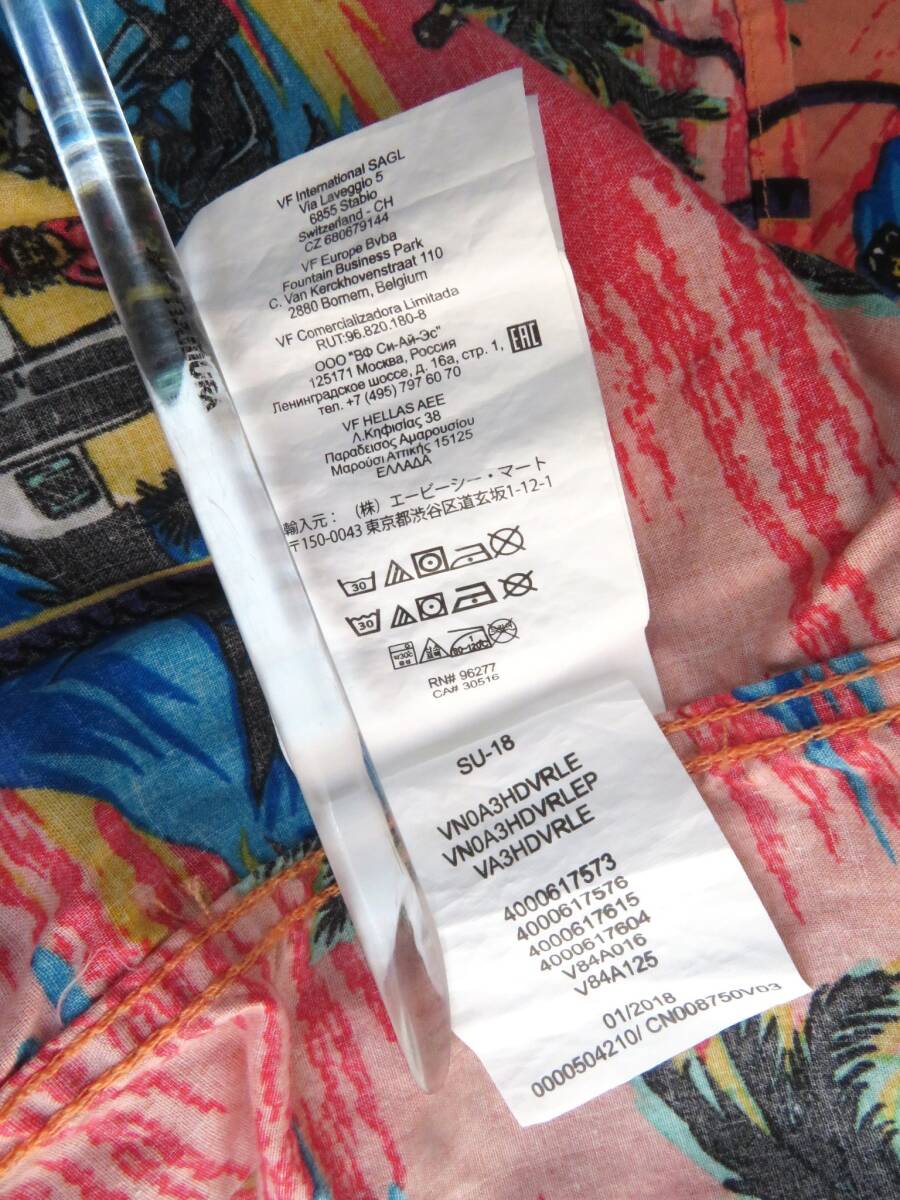 VF International SAGL
Via Laveggio 5
6855 Stabio
Switzerland - CH
CZ 680679144
VF Europe Bvba
Fountain Business Park
C. Van Kerckhovenstraat 110
2880 Bornem, Belgium
VF Comercializadora Limitada
RUT:96.820.180-8
ООО "ВФ Си-Ай-Эс"
125171 Москва, Россия
Ленинградское шоссе, д. 16а, стр. 1,
EAC
тел. +7 (495) 797 60 70
VF HELLAS AEE
Λ.Κηφισίας 38
Παραδεισος Αμαρουσίου
Μαρούσι Αττικής 15125
ΕΛΛΑΔΑ
輸入元：（株）エービーシー・マート
〒150-0043 東京都渋谷区道玄坂1-12-1
30
30
RN# 96277
CA# 30516
SU-18
VN0A3HDVRLE
VN0A3HDVRLEP
VA3HDVRLE
4000617573
4000617576
4000617615
4000617604
V84A016
V84A125
01/2018
0000504210/ CN008750V03